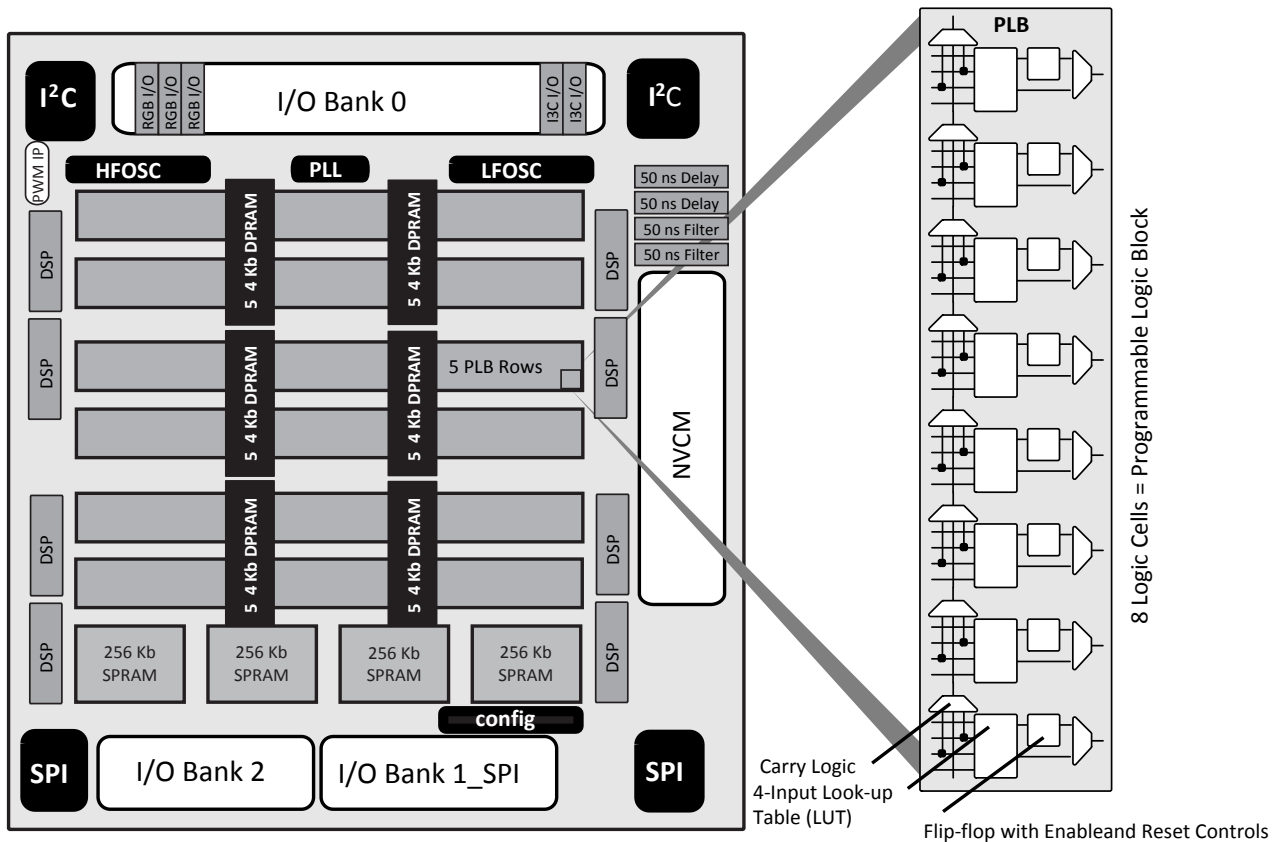 PLB
I²C
RGB I/O
RGB I/O
RGB I/O
I/O Bank 0
I3C I/O
I3C I/O
I²C
PWM IP
HFOSC
PLL
LFOSC
50 ns Delay
50 ns Delay
50 ns Filter
50 ns Filter
DSP
5 4 Kb DPRAM
5 4 Kb DPRAM
DSP
DSP
5 4 Kb DPRAM
5 4 Kb DPRAM
5 PLB Rows
DSP
NVCM
DSP
5 4 Kb DPRAM
5 4 Kb DPRAM
DSP
DSP
256 Kb
SPRAM
256 Kb
SPRAM
256 Kb
SPRAM
256 Kb
SPRAM
DSP
config
SPI
I/O Bank 2
I/O Bank 1_SPI
SPI
8 Logic Cells = Programmable Logic Block
Carry Logic
4-Input Look-up
Table (LUT)
Flip-flop with Enableand Reset Controls